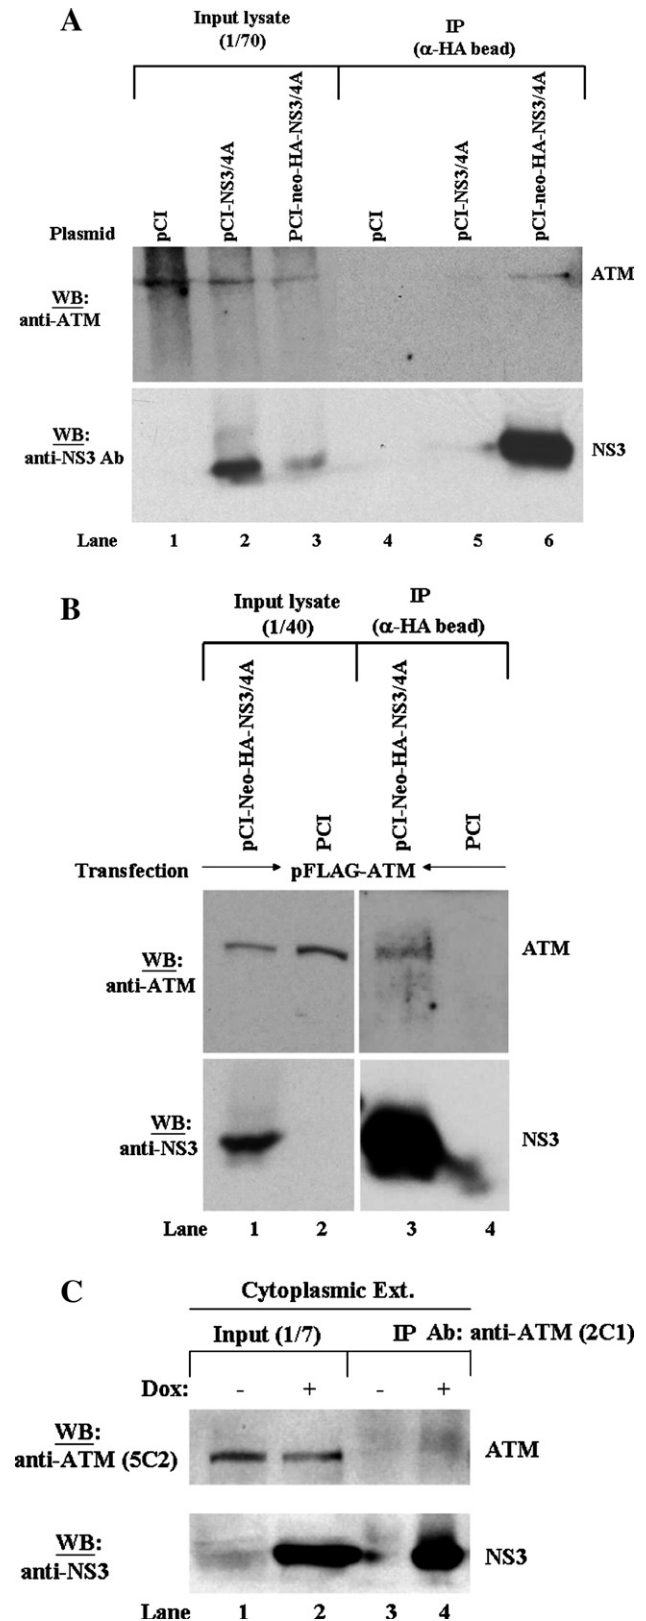 A
Input lysate
(1/70)
IP
(α-HA bead)
Plasmid
pCI
pCI-NS3/4A
PCI-neo-HA-NS3/4A
pCI
pCI-NS3/4A
pCI-neo-HA-NS3/4A
WB:
anti-ATM
ATM
WB:
anti-NS3 Ab
NS3
Lane 1 2 3 4 5 6
B
Input lysate
(1/40)
IP
(α-HA bead)
pCI-Neo-HA-NS3/4A
PCI
pCI-Neo-HA-NS3/4A
PCI
Transfection pFLAG-ATM
WB:
anti-ATM
ATM
WB:
anti-NS3
NS3
Lane 1 2 3 4
C
Cytoplasmic Ext.
Input (1/7) IP Ab: anti-ATM (2C1)
Dox: - + - +
WB:
anti-ATM (5C2)
ATM
WB:
anti-NS3
NS3
Lane 1 2 3 4